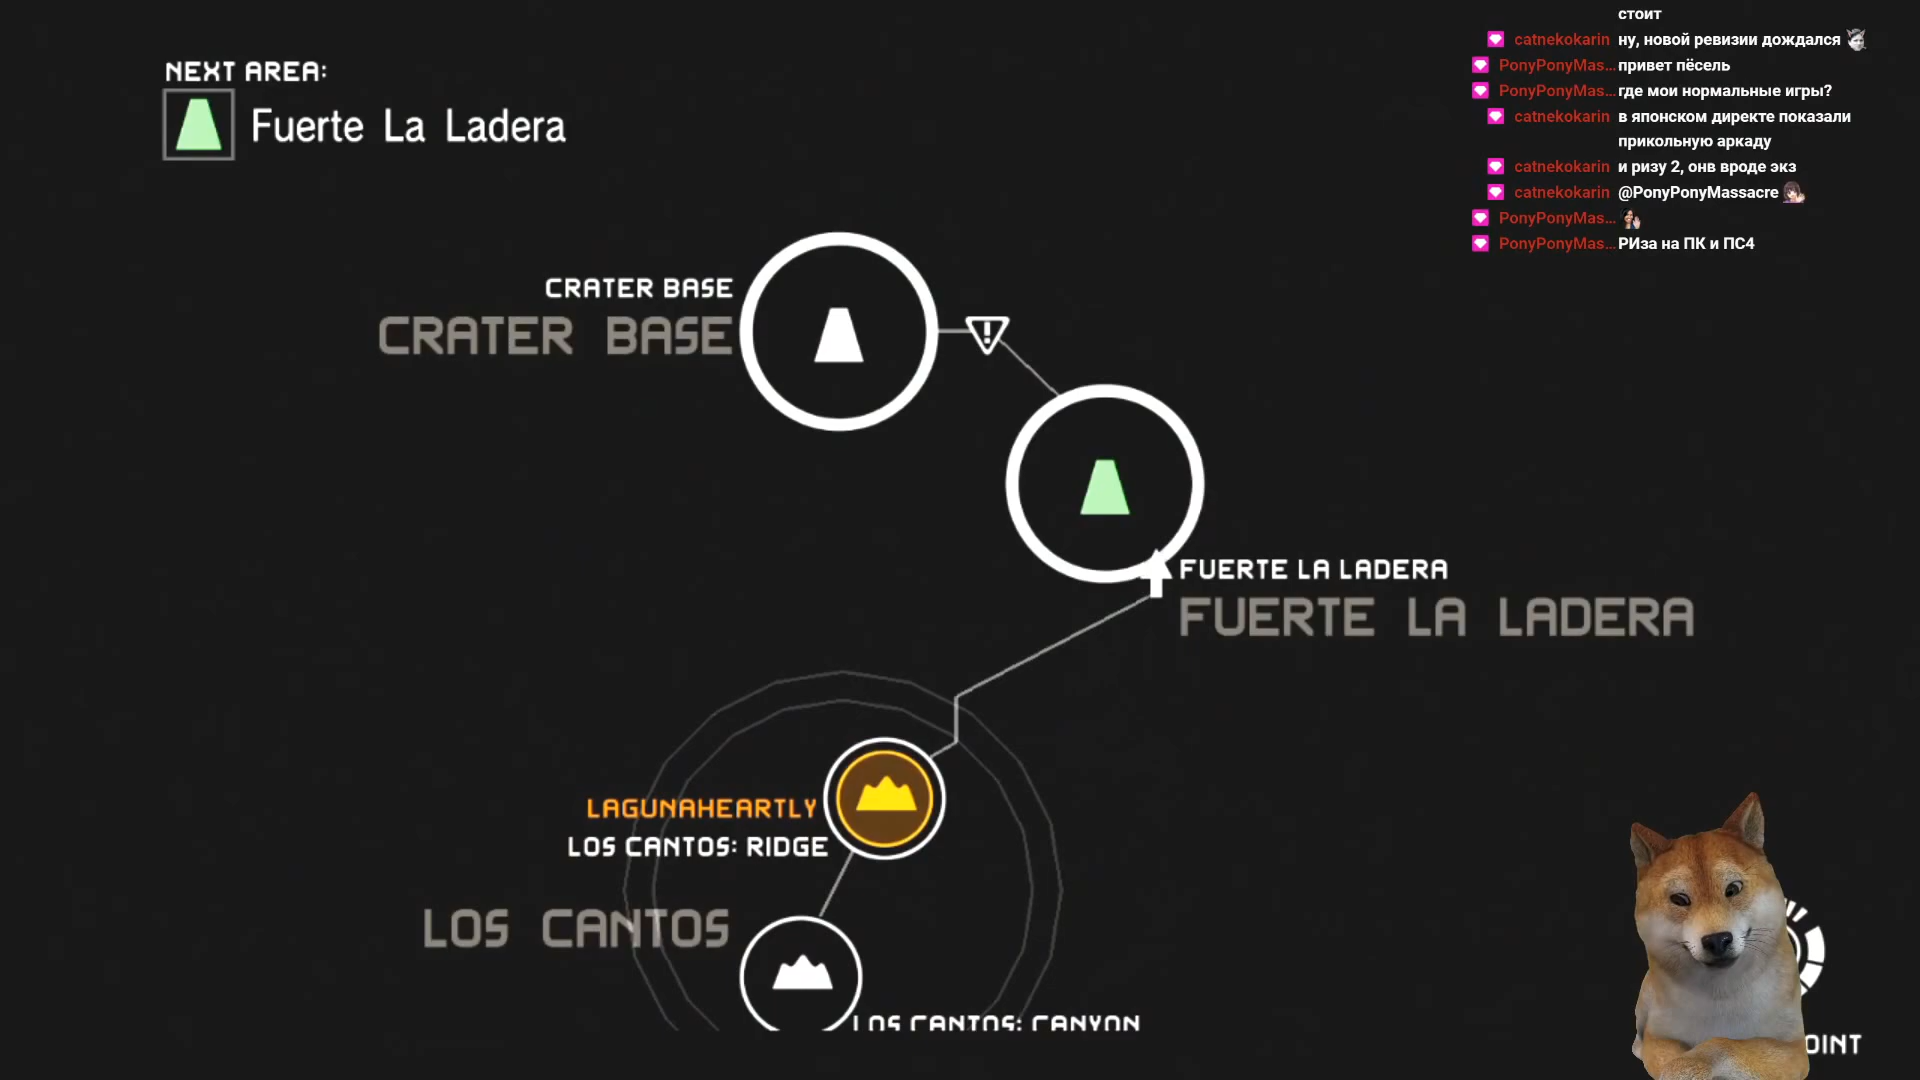 стоит
catnekokarin ну, новой ревизии дождался
PonyPonyMas... привет пёсель
PonyPonyMas... где мои нормальные игры?
catnekokarin в японском директе показали
прикольную аркаду
catnekokarin и ризу 2, онв вроде экз
catnekokarin @PonyPonyMassacre
PonyPonyMas...
PonyPonyMas... РИза на ПК и ПС4
NEXT AREA:
Fuerte La Ladera
CRATER BASE
CRATER BASE
FUERTE LA LADERA
FUERTE LA LADERA
LAGUNAHEARTLY
LOS CANTOS: RIDGE
LOS CANTOS
LOS CANTOS: CANYON
OINT